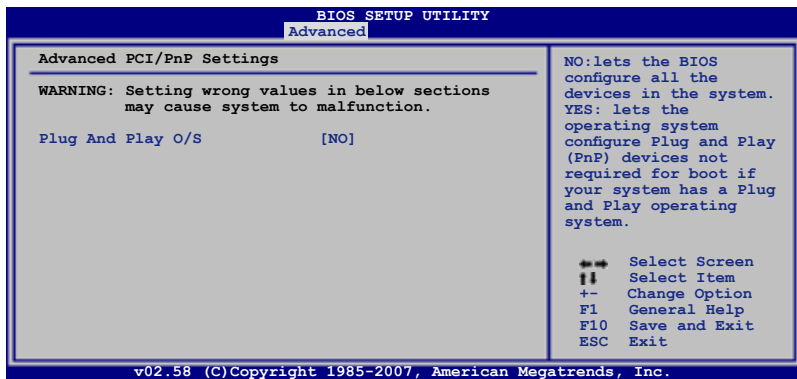 BIOS SETUP UTILITY
Advanced
Advanced PCI/PnP Settings
WARNING: Setting wrong values in below sections
may cause system to malfunction.
Plug And Play O/S [NO]
NO:lets the BIOS
configure all the
devices in the system.
YES: lets the
operating system
configure Plug and Play
(PnP) devices not
required for boot if
your system has a Plug
and Play operating
system.
←→ Select Screen
↑↓ Select Item
+- Change Option
F1 General Help
F10 Save and Exit
ESC Exit
v02.58 (C)Copyright 1985-2007, American Megatrends, Inc.